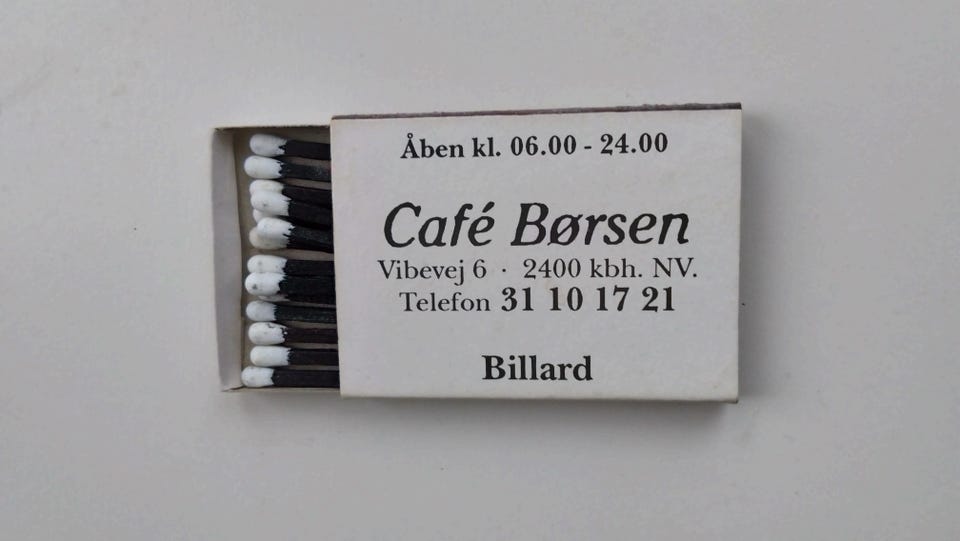 Åben kl. 06.00 - 24.00
Café Børsen
Vibevej 6 · 2400 kbh. NV.
Telefon 31 10 17 21
Billard